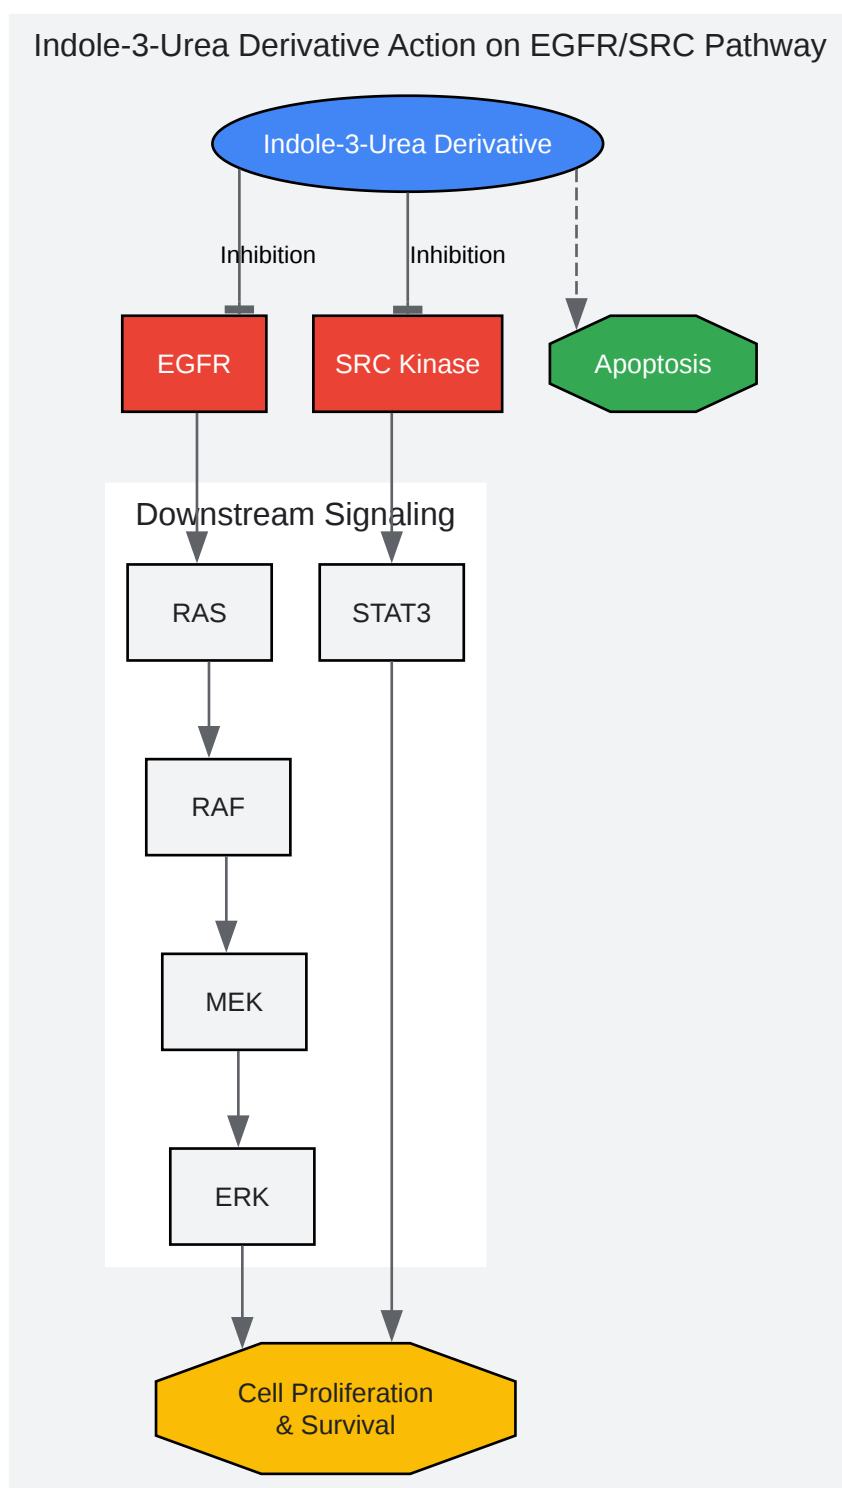 Indole-3-Urea Derivative Action on EGFR/SRC Pathway
Indole-3-Urea Derivative
Inhibition
Inhibition
EGFR
SRC Kinase
Apoptosis
Downstream Signaling
RAS
STAT3
RAF
MEK
ERK
Cell Proliferation
& Survival